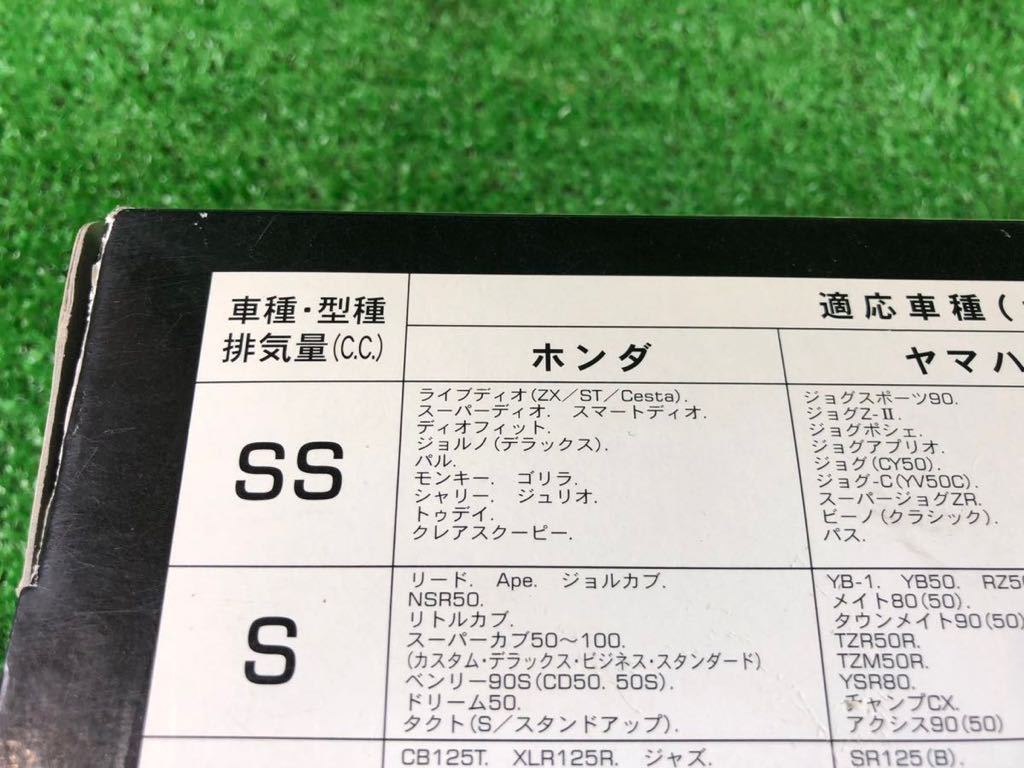 車種・型種
排気量(C.C.)
適応車種(
ホンダ
ヤマハ
SS
ライブディオ(ZX／ST／Cesta).
スーパーディオ. スマートディオ.
ディオフィット.
ジョルノ(デラックス).
パル.
モンキー. ゴリラ.
シャリー. ジュリオ.
トゥデイ.
クレアスクーピー.
ジョグスポーツ90.
ジョグZ-Ⅱ.
ジョグポシェ.
ジョグアプリオ.
ジョグ(CY50).
ジョグ-C(YV50C).
スーパージョグZR.
ビーノ(クラシック).
パス.
S
リード. Ape. ジョルカブ.
NSR50.
リトルカブ.
スーパーカブ50〜100.
(カスタム・デラックス・ビジネス・スタンダード)
ベンリー90S(CD50. 50S).
ドリーム50.
タクト(S／スタンドアップ).
YB-1. YB50. RZ50
メイト80(50).
タウンメイト90(50)
TZR50R.
TZM50R.
YSR80.
チャンプCX.
アクシス90(50)
CB125T. XLR125R. ジャズ.
SR125(B).